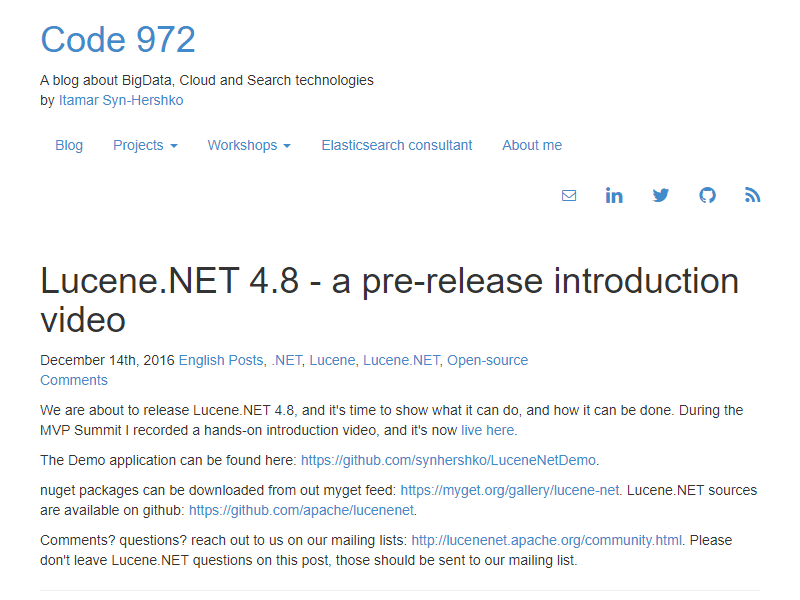 Code 972
A blog about BigData, Cloud and Search technologies
by Itamar Syn-Hershko
Blog Projects Workshops Elasticsearch consultant About me
Lucene.NET 4.8 - a pre-release introduction
video
December 14th, 2016 English Posts, .NET, Lucene, Lucene.NET, Open-source
Comments
We are about to release Lucene.NET 4.8, and it's time to show what it can do, and how it can be done. During the
MVP Summit I recorded a hands-on introduction video, and it's now live here.
The Demo application can be found here: https://github.com/synhershko/LuceneNetDemo.
nuget packages can be downloaded from out myget feed: https://myget.org/gallery/lucene-net. Lucene.NET sources
are available on github: https://github.com/apache/lucenenet.
Comments? questions? reach out to us on our mailing lists: http://lucenenet.apache.org/community.html. Please
don't leave Lucene.NET questions on this post, those should be sent to our mailing list.